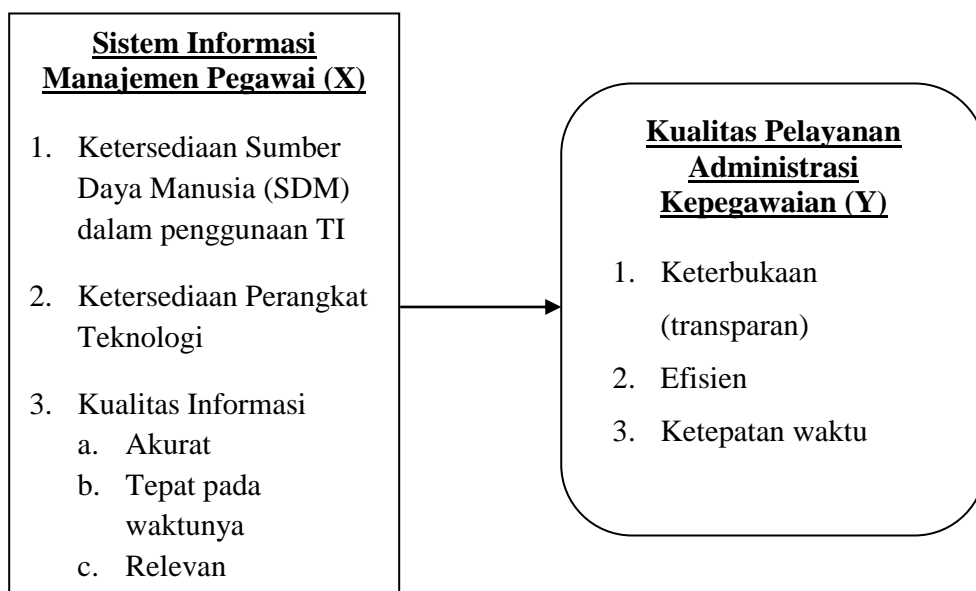 Sistem Informasi
Manajemen Pegawai (X)
1. Ketersediaan Sumber
Daya Manusia (SDM)
dalam penggunaan TI
2. Ketersediaan Perangkat
Teknologi
3. Kualitas Informasi
a. Akurat
b. Tepat pada
waktunya
c. Relevan
Kualitas Pelayanan
Administrasi
Kepegawaian (Y)
1. Keterbukaan
(transparan)
2. Efisien
3. Ketepatan waktu